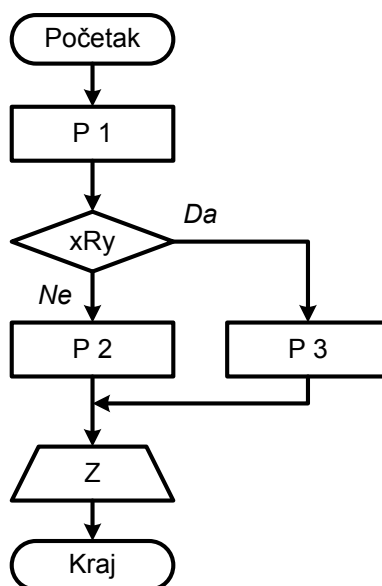 Početak
P 1
xRy
Da
Ne
P 2
P 3
Z
Kraj